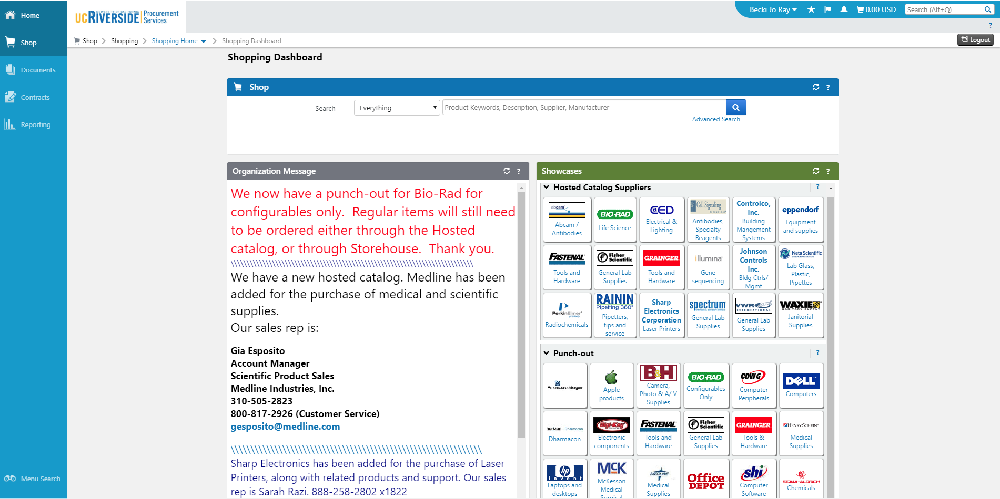 Home
Shop
Documents
Contracts
Reporting
Menu Search
UNIVERSITY OF CALIFORNIA
UCRIVERSIDE
Procurement
Services
Becki Jo Ray
0.00 USD
Search (Alt+Q)
?
Shop
Shopping
Shopping Home
Shopping Dashboard
Logout
Shopping Dashboard
Shop
?
Search
Everything
Product Keywords, Description, Supplier, Manufacturer
Advanced Search
Organization Message
?
We now have a punch-out for Bio-Rad for
configurables only.  Regular items will still need
to be ordered either through the Hosted
catalog, or through Storehouse.  Thank you.
We have a new hosted catalog. Medline has been
added for the purchase of medical and scientific
supplies.
Our sales rep is:
Gia Esposito
Account Manager
Scientific Product Sales
Medline Industries, Inc.
310-505-2823
800-817-2926 (Customer Service)
gesposito@medline.com
Sharp Electronics has been added for the purchase of Laser
Printers, along with related products and support. Our sales
rep is Sarah Razi. 888-258-2802 x1822
Showcases
?
Hosted Catalog Suppliers
?
abcam
Abcam /
Antibodies
BIO-RAD
Life Science
CED
Electrical &
Lighting
Cell Signaling
TECHNOLOGY
Antibodies,
Specialty
Reagents
Controlco,
Inc.
Building
Mangement
Systems
eppendorf
Equipment
and supplies
FASTENAL
Tools and
Hardware
Fisher
Scientific
General Lab
Supplies
GRAINGER
Tools and
Hardware
illumina
Gene
sequencing
Johnson
Controls
Inc.
Bldg Ctrls/
Mgmt
Neta Scientific
Lab Glass,
Plastic,
Pipettes
PerkinElmer
precisely
Radiochemicals
RAININ
Pipetting 360°
Pipetters,
tips and
service
Sharp
Electronics
Corporation
Laser Printers
spectrum
General Lab
Supplies
VWR
INTERNATIONAL
General Lab
Supplies
WAXIE
SANITARY SUPPLY
Janitorial
Supplies
Punch-out
?
AmerisourceBergen
Apple
products
B&H
Camera,
Photo & A/ V
Supplies
BIO-RAD
Configurables
Only
CDW·G
Computer
Peripherals
DELL
Computers
horizon
Dharmacon
Dharmacon
Digi-Key
CORPORATION
Electronic
components
FASTENAL
Tools and
Hardware
Fisher
Scientific
General Lab
Supplies
GRAINGER
Tools &
Hardware
HENRY SCHEIN
Medical
Supplies
hp
invent
Laptops and
desktops
MCK
McKesson
Medical
Surgical
MEDLINE
Medical
Supplies
Office
DEPOT
shi
Computer
Software
SIGMA-ALDRICH
Chemicals